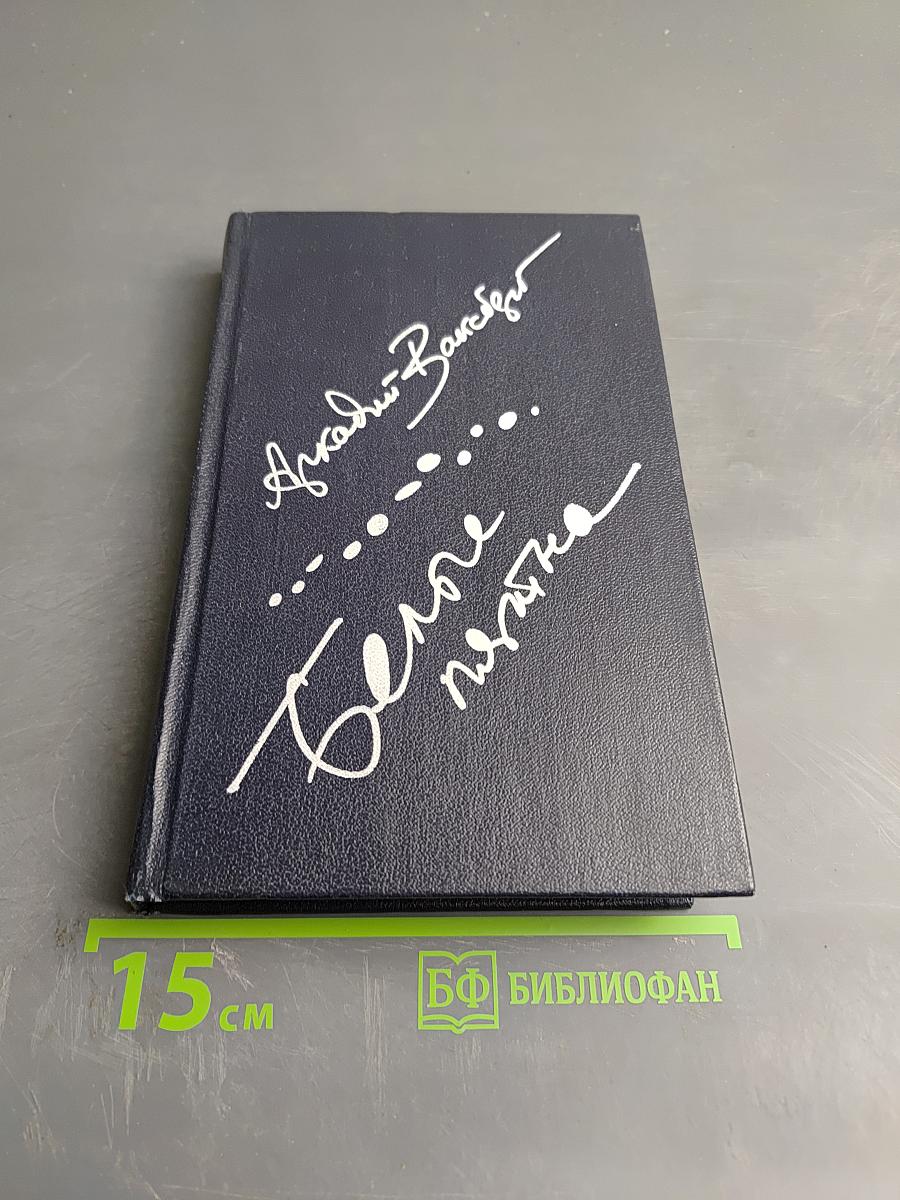 Аркадий Ваксберг
Белые
пятна
15 см
БФ БИБЛИОФАН